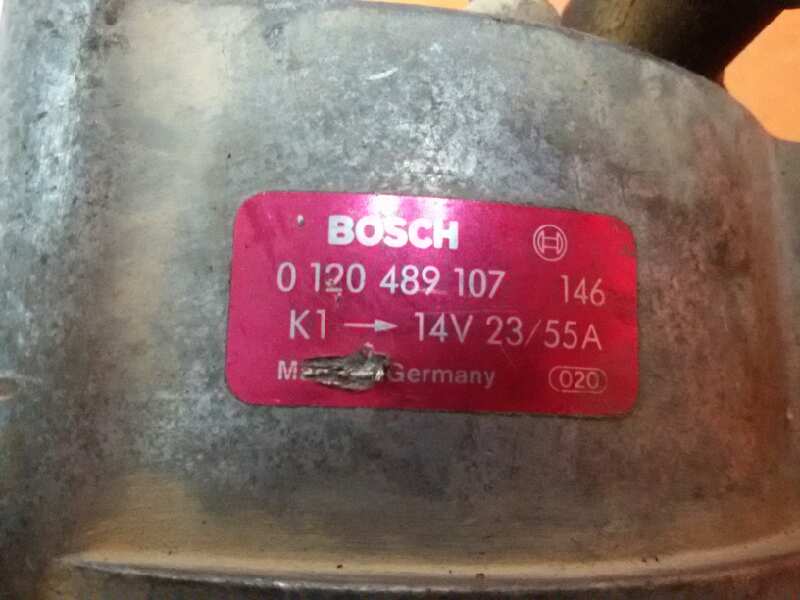 BOSCH
0 120 489 107 146
K1 → 14V 23/55A
Germany 020